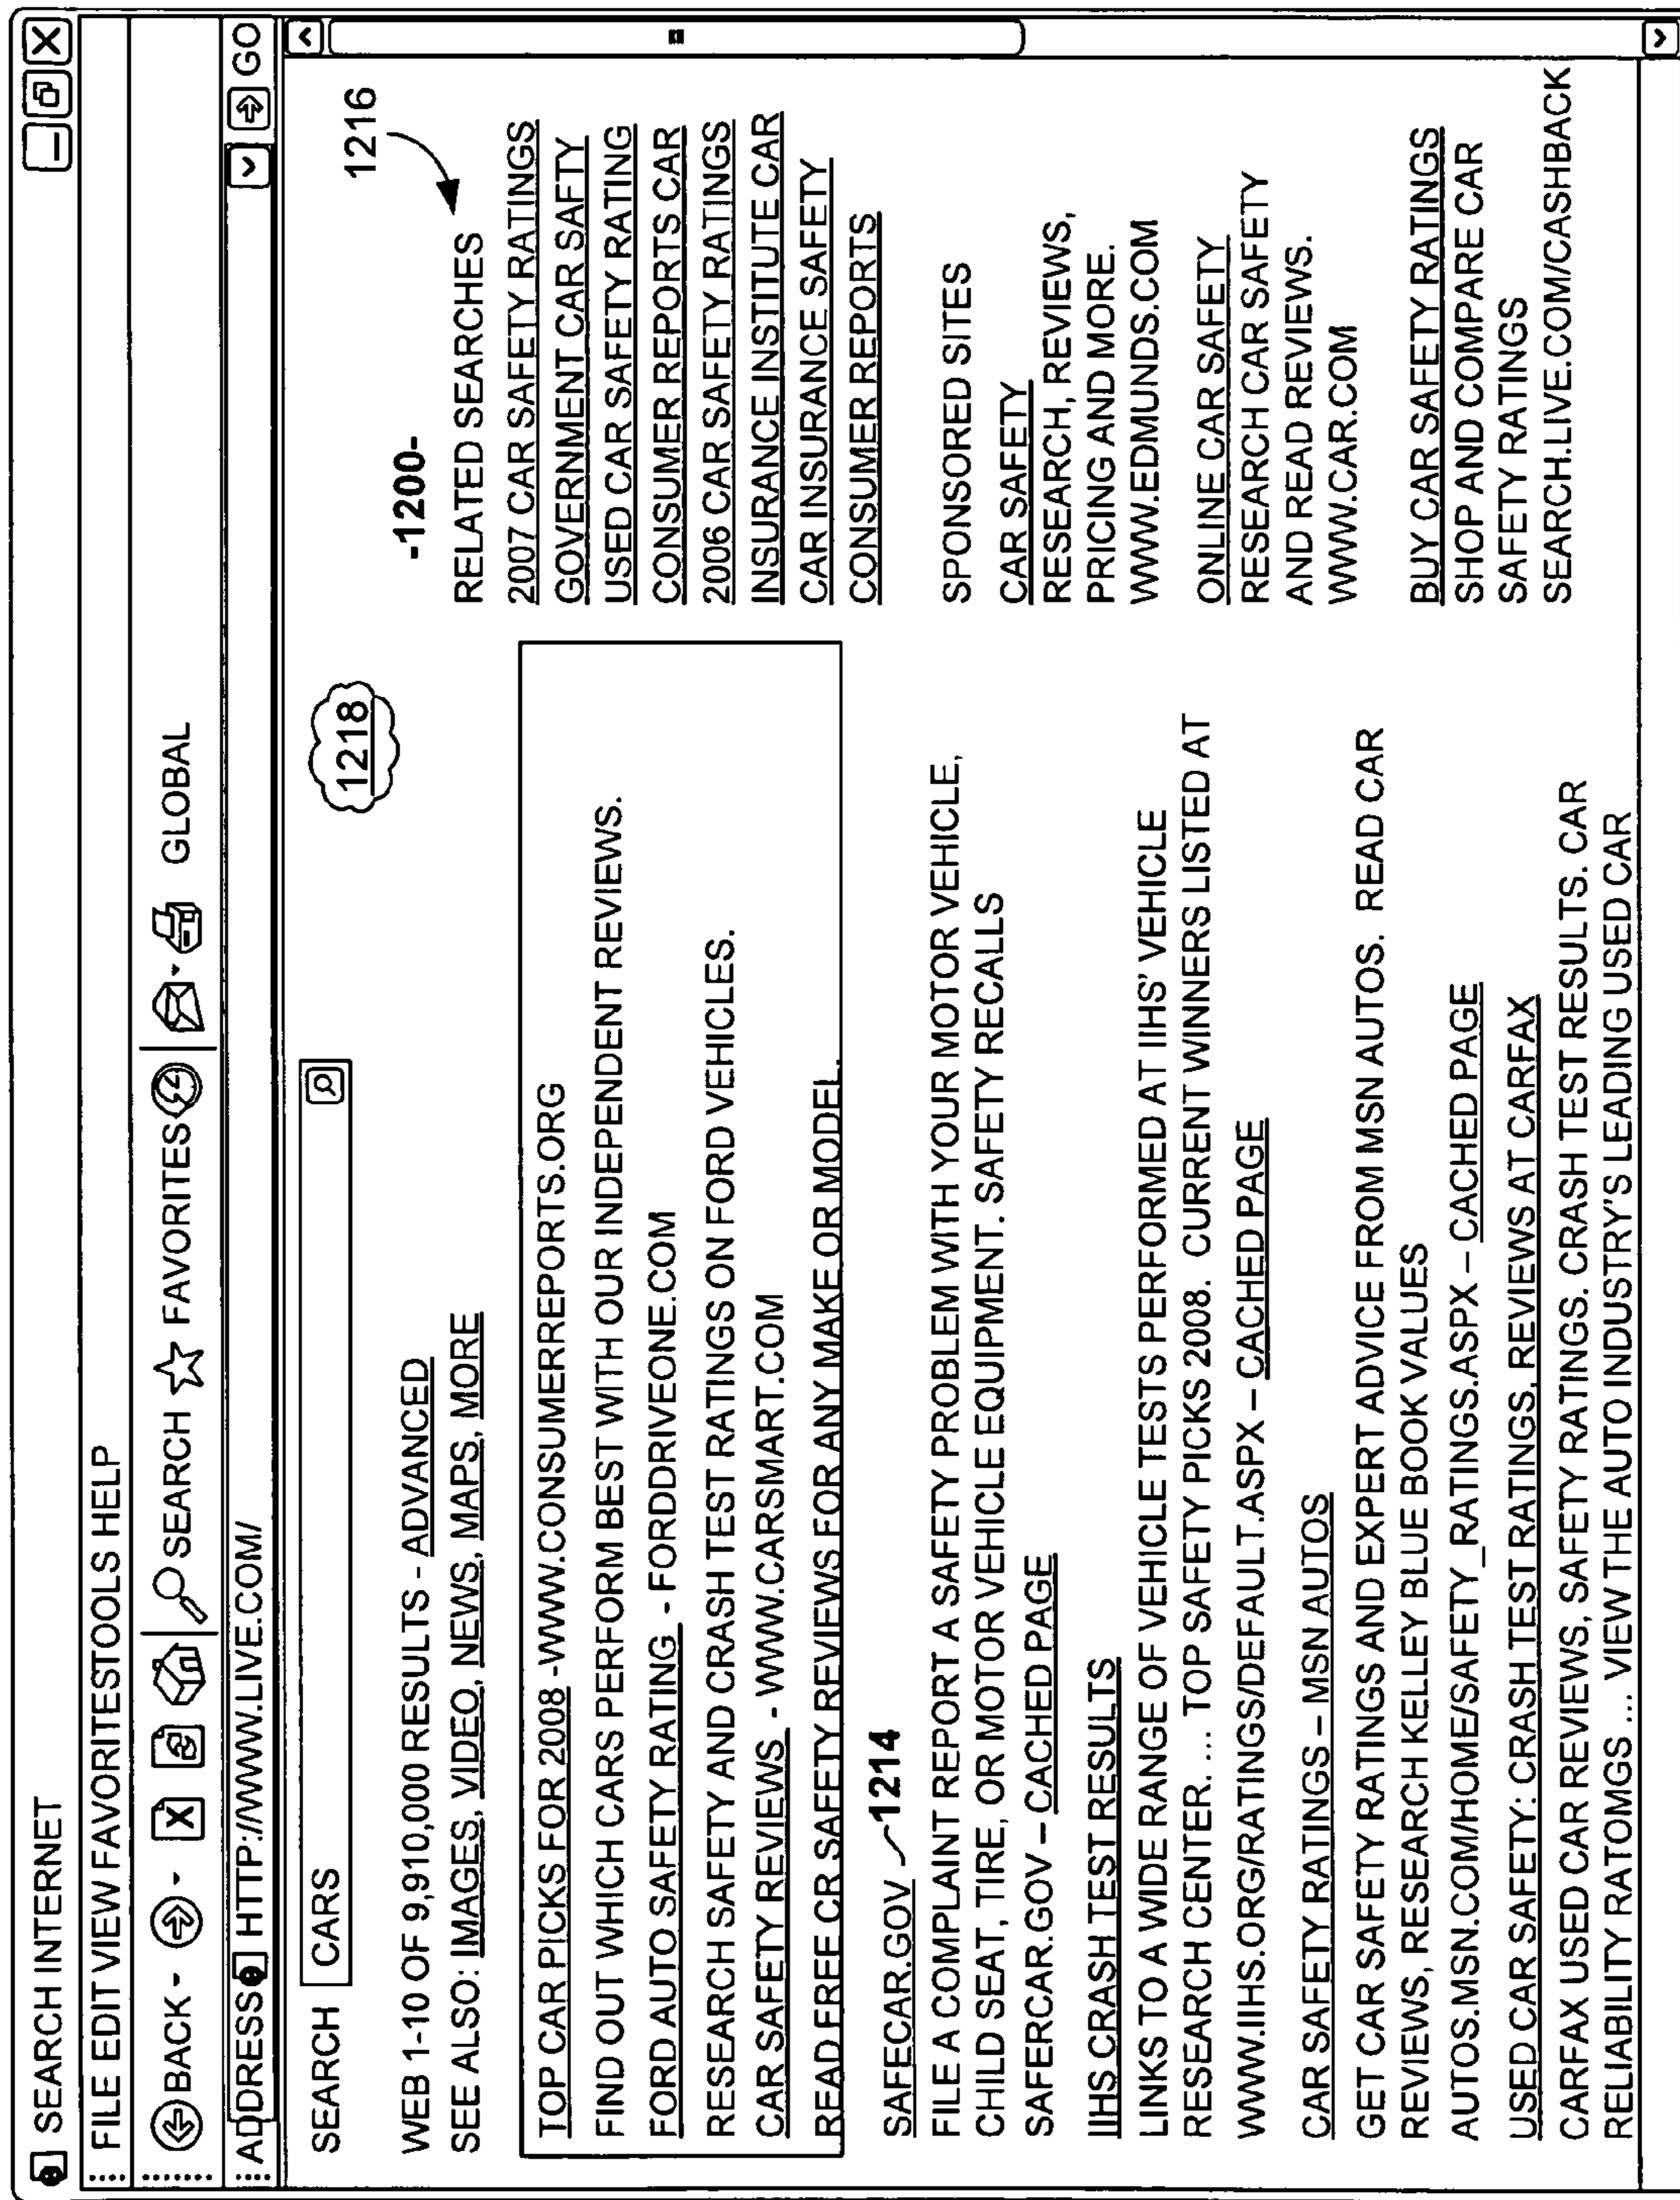 SEARCH INTERNET
FILE EDIT VIEW FAVORITESTOOLS HELP
BACK - - X SEARCH FAVORITES GLOBAL
ADDRESS HTTP://WWW.LIVE.COM/ GO
SEARCH CARS
1218
1216
-1200-
WEB 1-10 OF 9,910,000 RESULTS - ADVANCED
SEE ALSO: IMAGES, VIDEO, NEWS, MAPS, MORE
TOP CAR PICKS FOR 2008 -WWW.CONSUMERREPORTS.ORG
FIND OUT WHICH CARS PERFORM BEST WITH OUR INDEPENDENT REVIEWS.
FORD AUTO SAFETY RATING - FORDDRIVEONE.COM
RESEARCH SAFETY AND CRASH TEST RATINGS ON FORD VEHICLES.
CAR SAFETY REVIEWS - WWW.CARSMART.COM
READ FREE CR SAFETY REVIEWS FOR ANY MAKE OR MODEL.
SAFECAR.GOV 1214
FILE A COMPLAINT REPORT A SAFETY PROBLEM WITH YOUR MOTOR VEHICLE,
CHILD SEAT, TIRE, OR MOTOR VEHICLE EQUIPMENT. SAFETY RECALLS
SAFERCAR.GOV – CACHED PAGE
IIHS CRASH TEST RESULTS
LINKS TO A WIDE RANGE OF VEHICLE TESTS PERFORMED AT IIHS' VEHICLE
RESEARCH CENTER. ... TOP SAFETY PICKS 2008. CURRENT WINNERS LISTED AT
WWW.IIHS.ORG/RATINGS/DEFAULT.ASPX – CACHED PAGE
CAR SAFETY RATINGS – MSN AUTOS
GET CAR SAFETY RATINGS AND EXPERT ADVICE FROM MSN AUTOS. READ CAR
REVIEWS, RESEARCH KELLEY BLUE BOOK VALUES
AUTOS.MSN.COM/HOME/SAFETY_RATINGS.ASPX – CACHED PAGE
USED CAR SAFETY: CRASH TEST RATINGS, REVIEWS AT CARFAX
CARFAX USED CAR REVIEWS, SAFETY RATINGS. CRASH TEST RESULTS. CAR
RELIABILITY RATOMGS ... VIEW THE AUTO INDUSTRY'S LEADING USED CAR
RELATED SEARCHES
2007 CAR SAFETY RATINGS
GOVERNMENT CAR SAFTY
USED CAR SAFETY RATING
CONSUMER REPORTS CAR
2006 CAR SAFETY RATINGS
INSURANCE INSTITUTE CAR
CAR INSURANCE SAFETY
CONSUMER REPORTS
SPONSORED SITES
CAR SAFETY
RESEARCH, REVIEWS,
PRICING AND MORE.
WWW.EDMUNDS.COM
ONLINE CAR SAFETY
RESEARCH CAR SAFETY
AND READ REVIEWS.
WWW.CAR.COM
BUY CAR SAFETY RATINGS
SHOP AND COMPARE CAR
SAFETY RATINGS
SEARCH.LIVE.COM/CASHBACK